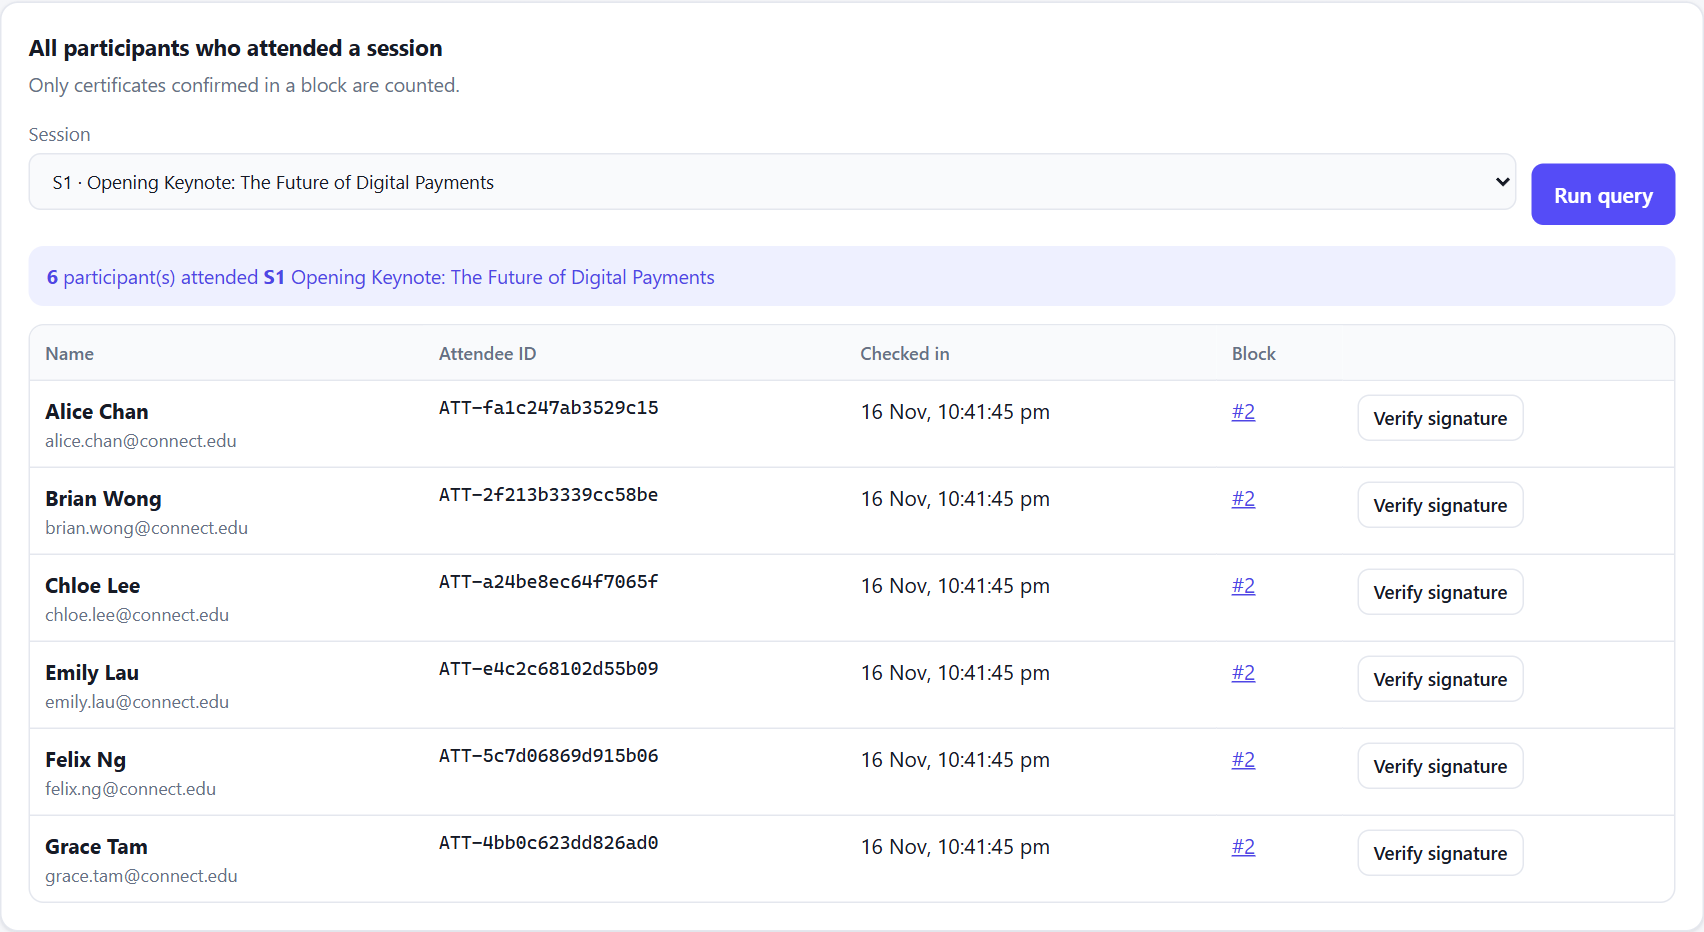 All participants who attended a session
Only certificates confirmed in a block are counted.
Session
S1 · Opening Keynote: The Future of Digital Payments
Run query
6 participant(s) attended S1 Opening Keynote: The Future of Digital Payments
Name Attendee ID Checked in Block
Alice Chan ATT-fa1c247ab3529c15 16 Nov, 10:41:45 pm #2 Verify signature
alice.chan@connect.edu
Brian Wong ATT-2f213b3339cc58be 16 Nov, 10:41:45 pm #2 Verify signature
brian.wong@connect.edu
Chloe Lee ATT-a24be8ec64f7065f 16 Nov, 10:41:45 pm #2 Verify signature
chloe.lee@connect.edu
Emily Lau ATT-e4c2c68102d55b09 16 Nov, 10:41:45 pm #2 Verify signature
emily.lau@connect.edu
Felix Ng ATT-5c7d06869d915b06 16 Nov, 10:41:45 pm #2 Verify signature
felix.ng@connect.edu
Grace Tam ATT-4bb0c623dd826ad0 16 Nov, 10:41:45 pm #2 Verify signature
grace.tam@connect.edu